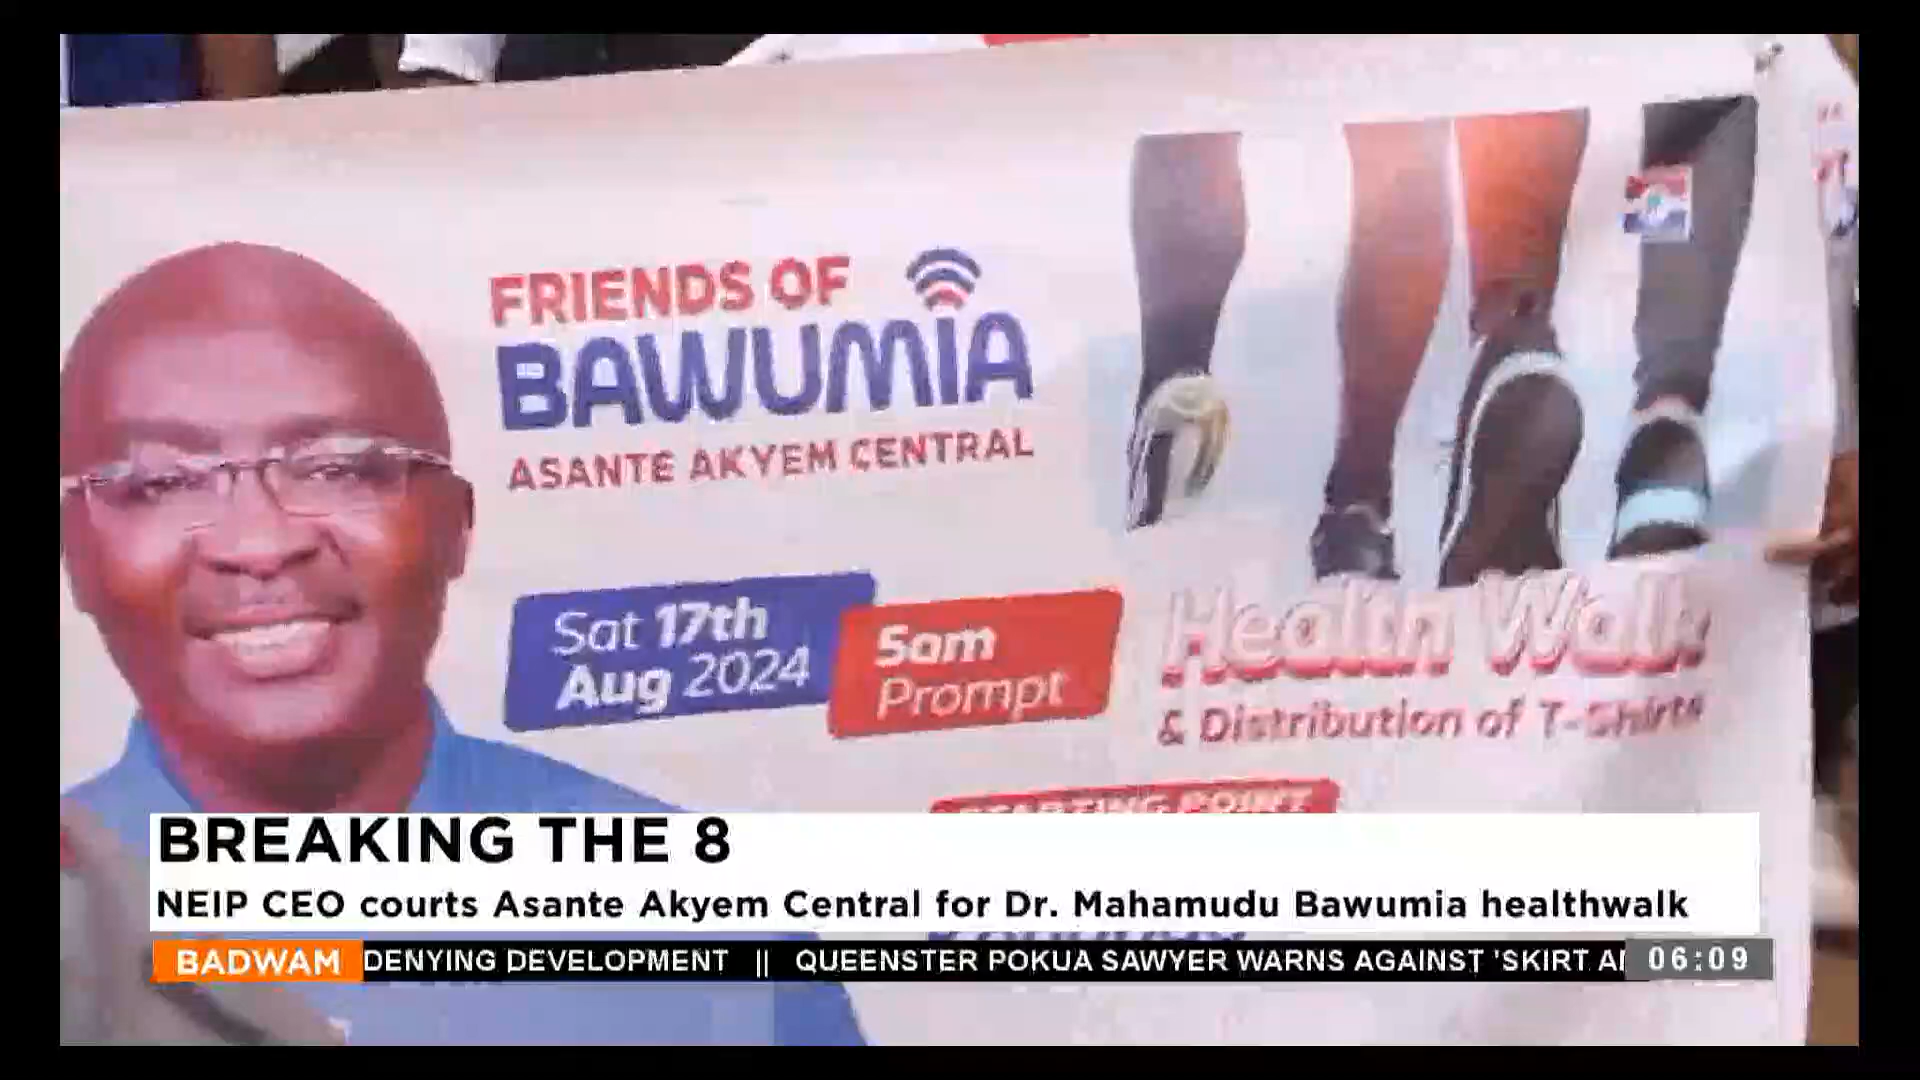 FRIENDS OF
BAWUMIA
ASANTE AKYEM CENTRAL
Sat 17th
Aug 2024
5am
Prompt
Health Walk
& Distribution of T-Shirts
STARTING POINT
BREAKING THE 8
NEIP CEO courts Asante Akyem Central for Dr. Mahamudu Bawumia healthwalk
BADWAM
DENYING DEVELOPMENT || QUEENSTER POKUA SAWYER WARNS AGAINST 'SKIRT
06:09